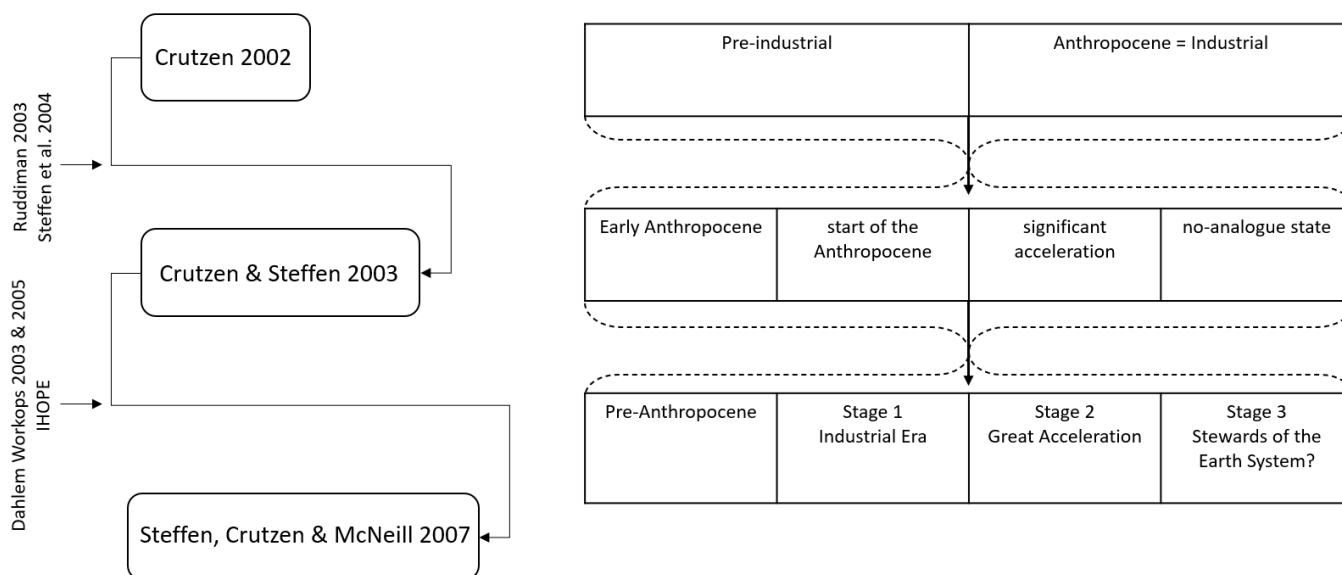 Crutzen 2002
Ruddiman 2003
Steffen et al. 2004
Crutzen & Steffen 2003
Dahlem Workops 2003 & 2005
IHOPE
Steffen, Crutzen & McNeill 2007
Pre-industrial
Anthropocene = Industrial
Early Anthropocene
start of the
Anthropocene
significant
acceleration
no-analogue state
Pre-Anthropocene
Stage 1
Industrial Era
Stage 2
Great Acceleration
Stage 3
Stewards of the
Earth System?